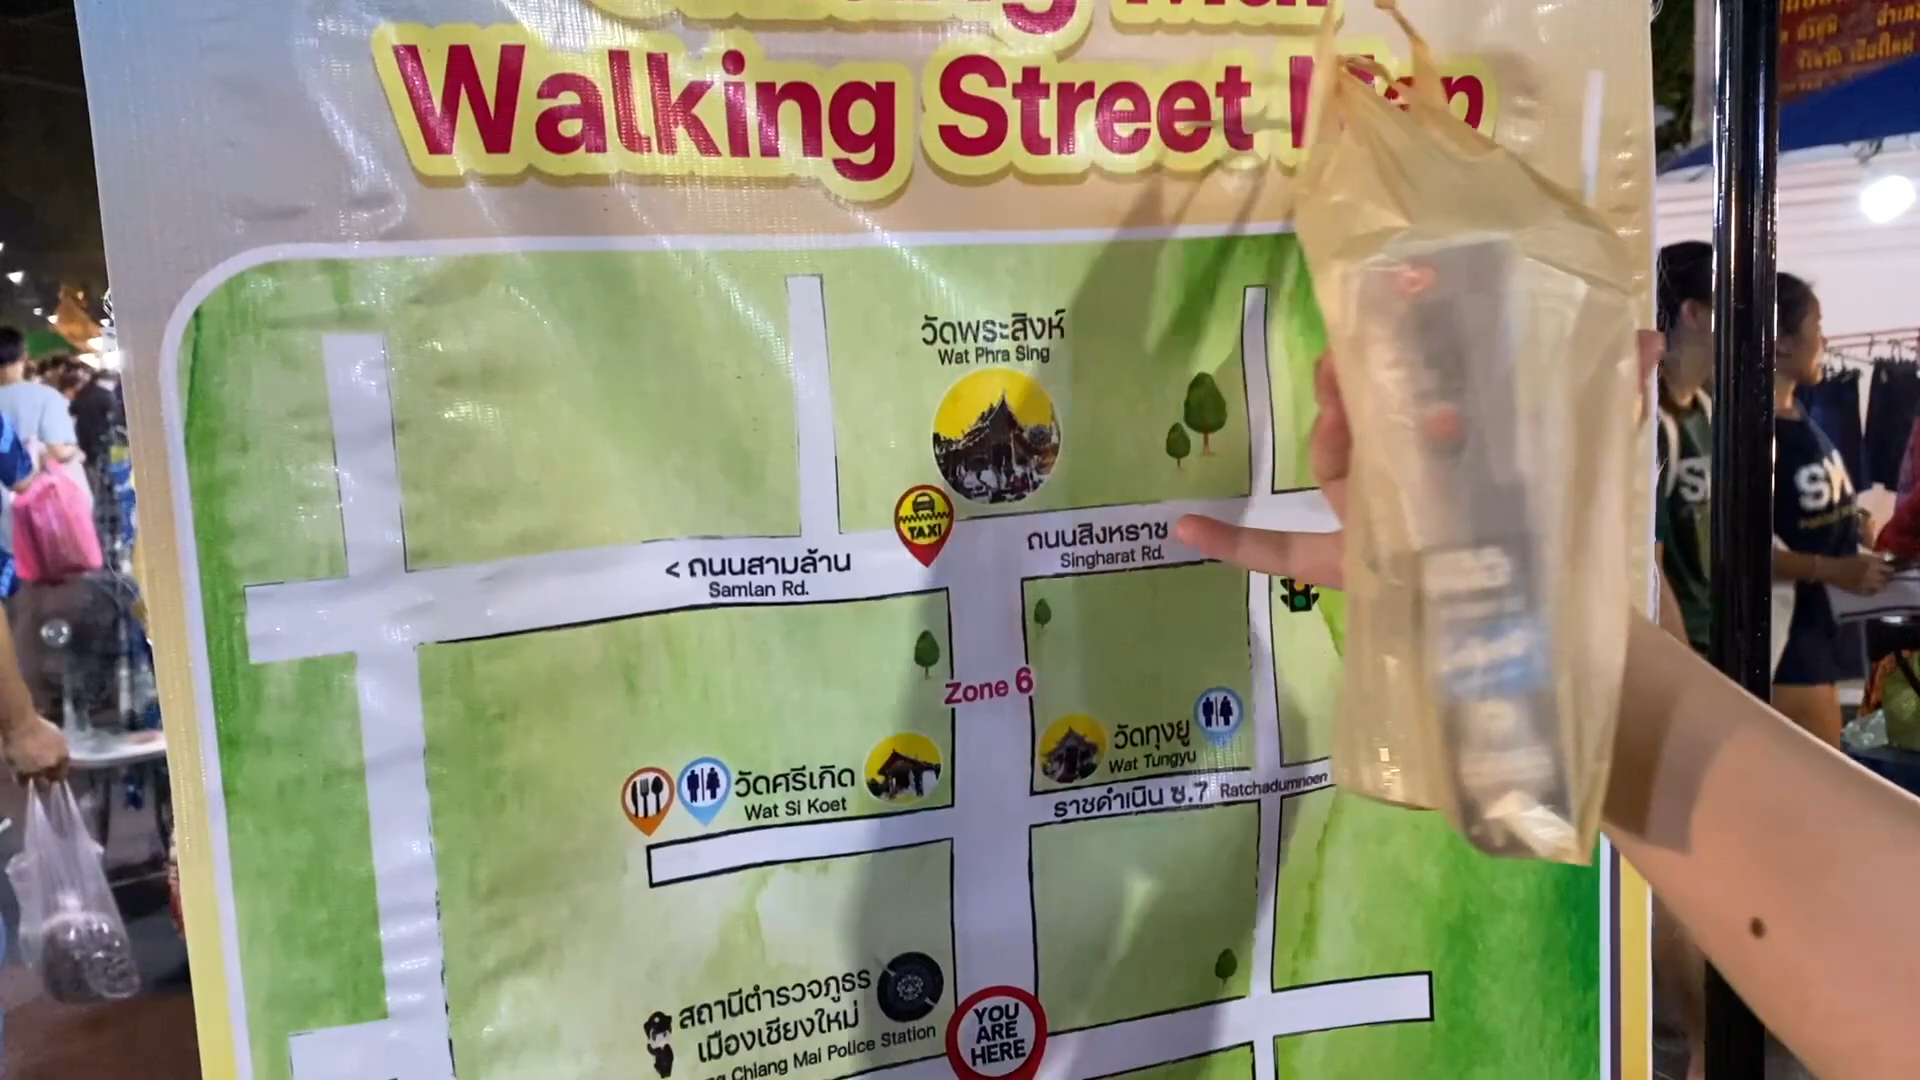 Walking Street Map
วัดพระสิงห์
Wat Phra Sing
TAXI
ถนนสิงหราช
Singharat Rd.
< ถนนสามล้าน
Samlan Rd.
Zone 6
วัดทุงยู
Wat Tungyu
วัดศรีเกิด
Wat Si Koet
ราชดำเนิน ซ.7 Ratchadumnoen
สถานีตำรวจภูธร
เมืองเชียงใหม่
Chiang Mai Police Station
YOU
ARE
HERE